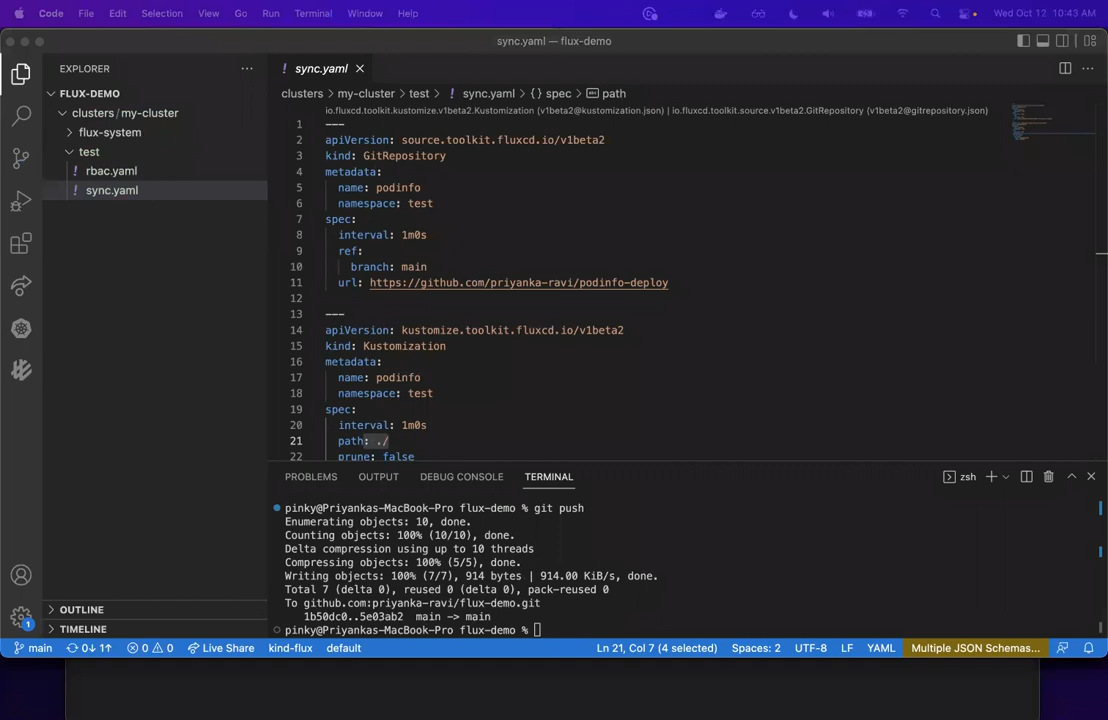 Code File Edit Selection View Go Run Terminal Window Help Wed Oct 12 10:43 AM
sync.yaml — flux-demo
EXPLORER
FLUX-DEMO
clusters / my-cluster
flux-system
test
rbac.yaml
sync.yaml
OUTLINE
TIMELINE
sync.yaml
clusters > my-cluster > test > sync.yaml > {} spec > path
io.fluxcd.toolkit.kustomize.v1beta2.Kustomization (v1beta2@kustomization.json) | io.fluxcd.toolkit.source.v1beta2.GitRepository (v1beta2@gitrepository.json)
1 ---
2 apiVersion: source.toolkit.fluxcd.io/v1beta2
3 kind: GitRepository
4 metadata:
5 name: podinfo
6 namespace: test
7 spec:
8 interval: 1m0s
9 ref:
10 branch: main
11 url: https://github.com/priyanka-ravi/podinfo-deploy
12
13 ---
14 apiVersion: kustomize.toolkit.fluxcd.io/v1beta2
15 kind: Kustomization
16 metadata:
17 name: podinfo
18 namespace: test
19 spec:
20 interval: 1m0s
21 path: ./
22 prune: false
PROBLEMS OUTPUT DEBUG CONSOLE TERMINAL zsh
pinky@Priyankas-MacBook-Pro flux-demo % git push
Enumerating objects: 10, done.
Counting objects: 100% (10/10), done.
Delta compression using up to 10 threads
Compressing objects: 100% (5/5), done.
Writing objects: 100% (7/7), 914 bytes | 914.00 KiB/s, done.
Total 7 (delta 0), reused 0 (delta 0), pack-reused 0
To github.com:priyanka-ravi/flux-demo.git
1b50dc0..5e03ab2 main -> main
pinky@Priyankas-MacBook-Pro flux-demo %
1
main 0↓ 1↑ 0 0 Live Share kind-flux default Ln 21, Col 7 (4 selected) Spaces: 2 UTF-8 LF YAML Multiple JSON Schemas...